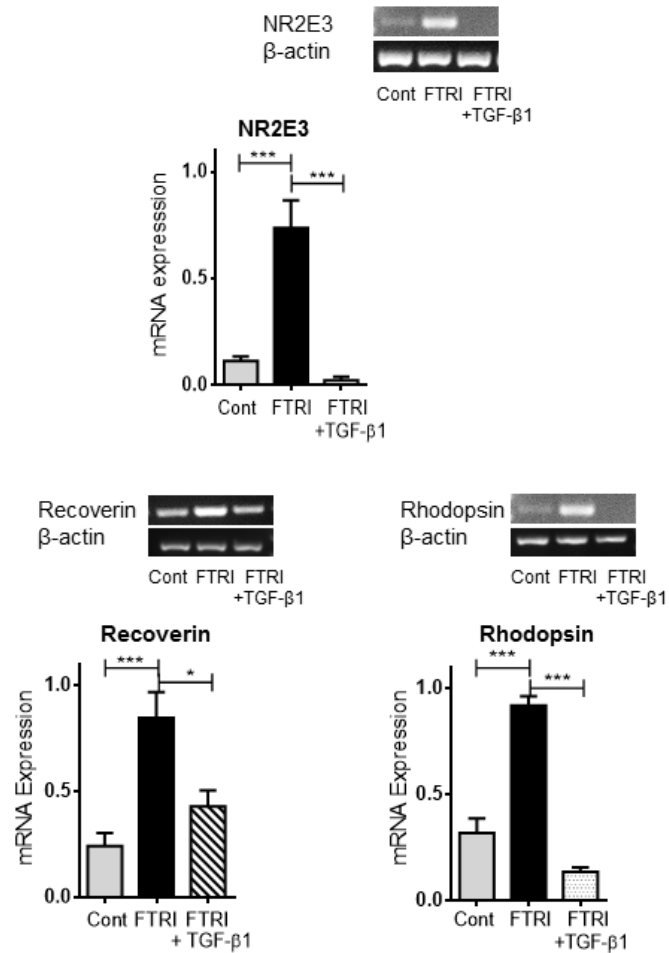 NR2E3
β-actin
Cont FTRI FTRI
+TGF-β1
NR2E3
*** ***
mRNA expresssion
1.0
0.5
0.0
Cont FTRI FTRI
+TGF-β1
Recoverin
β-actin
Cont FTRI FTRI
+TGF-β1
Recoverin
*** *
mRNA Expression
1.0
0.5
0.0
Cont FTRI FTRI
+ TGF-β1
Rhodopsin
β-actin
Cont FTRI FTRI
+TGF-β1
Rhodopsin
*** ***
mRNA Expression
1.0
0.5
0.0
Cont FTRI FTRI
+TGF-β1